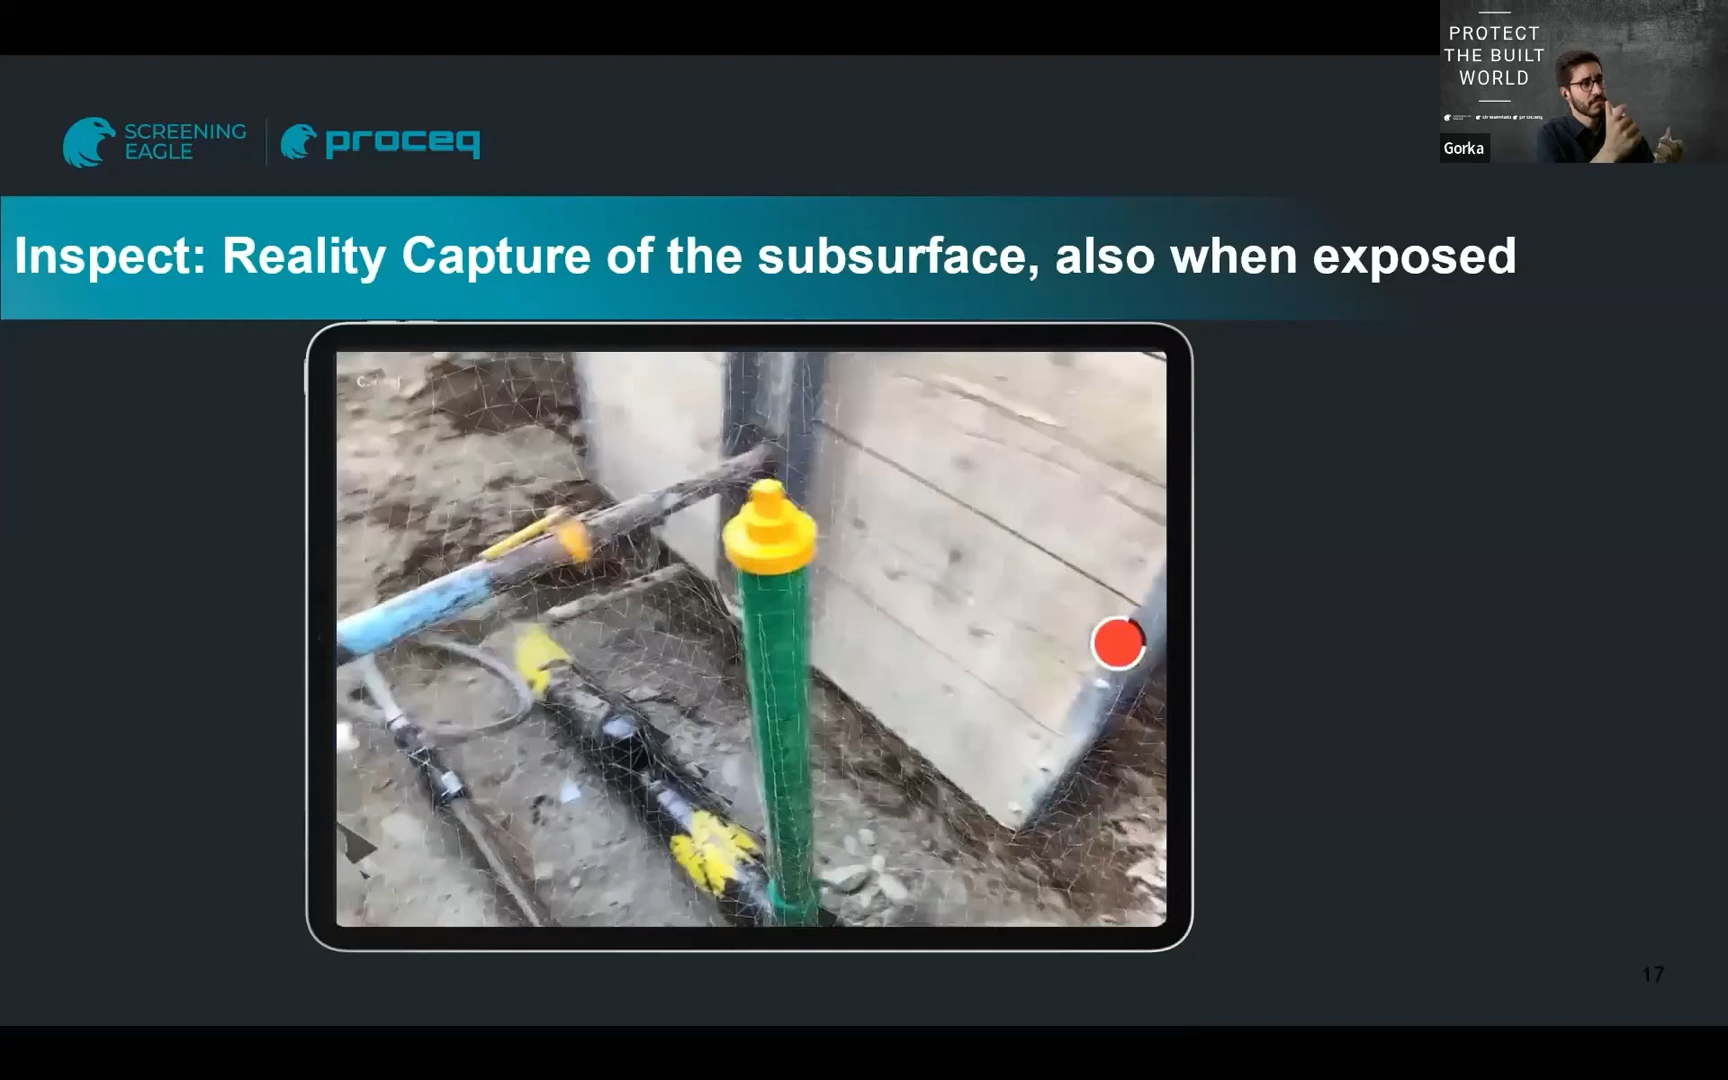 PROTECT
THE BUILT
WORLD
Gorka
SCREENING
EAGLE
proceq
Inspect: Reality Capture of the subsurface, also when exposed
17